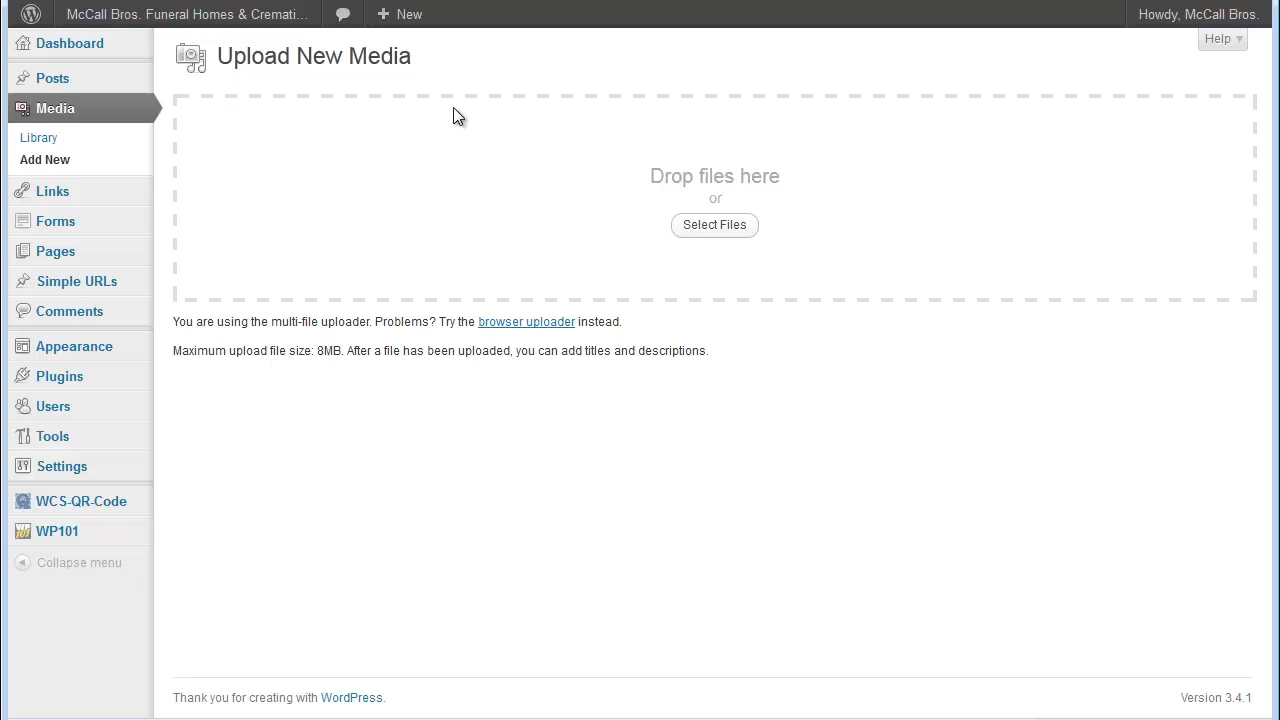 McCall Bros. Funeral Homes & Cremati...
New
Howdy, McCall Bros.
Help
Dashboard
Posts
Media
Library
Add New
Links
Forms
Pages
Simple URLs
Comments
Appearance
Plugins
Users
Tools
Settings
WCS-QR-Code
WP101
Collapse menu
Upload New Media
Drop files here
or
Select Files
You are using the multi-file uploader. Problems? Try the browser uploader instead.
Maximum upload file size: 8MB. After a file has been uploaded, you can add titles and descriptions.
Thank you for creating with WordPress.
Version 3.4.1